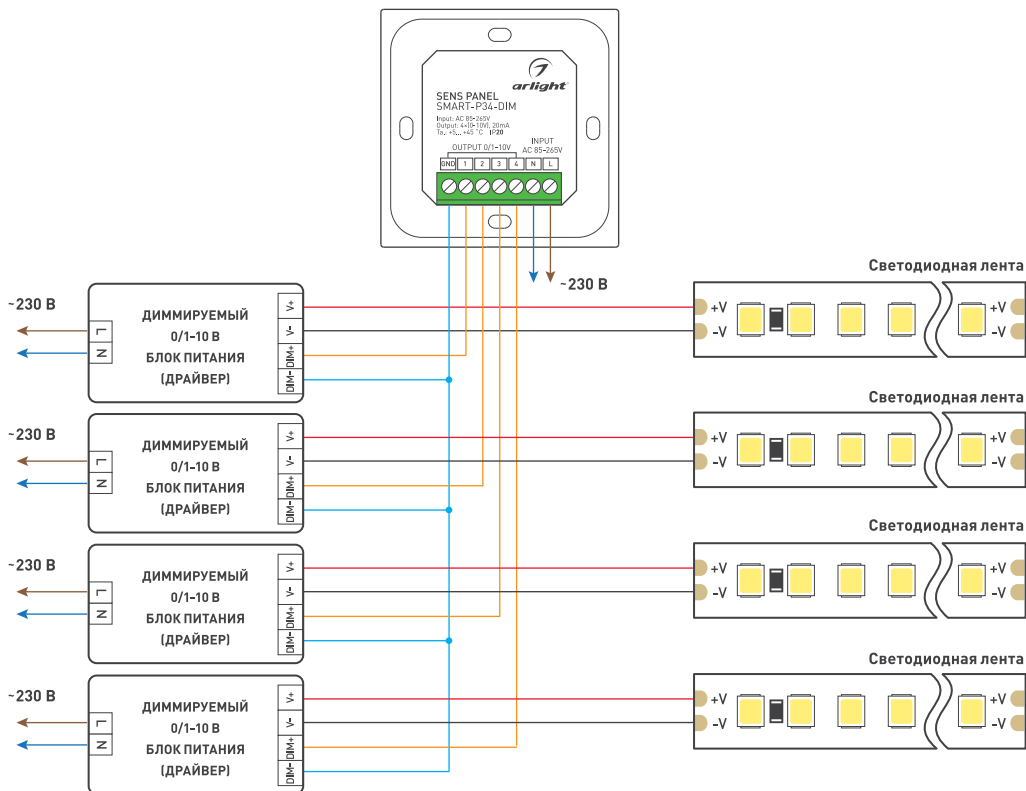 arlight
SENS PANEL
SMART-P34-DIM
Input: AC 85-265V
Output: 4×(0-10V), 20mA
Ta.: +5... +45 °C IP20
OUTPUT 0/1-10V
INPUT
AC 85-265V
GND 1 2 3 4 N L
~230 В
~230 В
L
N
ДИММИРУЕМЫЙ
0/1-10 В
БЛОК ПИТАНИЯ
(ДРАЙВЕР)
V+
V-
DIM+
DIM-
Светодиодная лента
+V
-V
+V
-V
~230 В
L
N
ДИММИРУЕМЫЙ
0/1-10 В
БЛОК ПИТАНИЯ
(ДРАЙВЕР)
V+
V-
DIM+
DIM-
Светодиодная лента
+V
-V
+V
-V
~230 В
L
N
ДИММИРУЕМЫЙ
0/1-10 В
БЛОК ПИТАНИЯ
(ДРАЙВЕР)
V+
V-
DIM+
DIM-
Светодиодная лента
+V
-V
+V
-V
~230 В
L
N
ДИММИРУЕМЫЙ
0/1-10 В
БЛОК ПИТАНИЯ
(ДРАЙВЕР)
V+
V-
DIM+
DIM-
Светодиодная лента
+V
-V
+V
-V